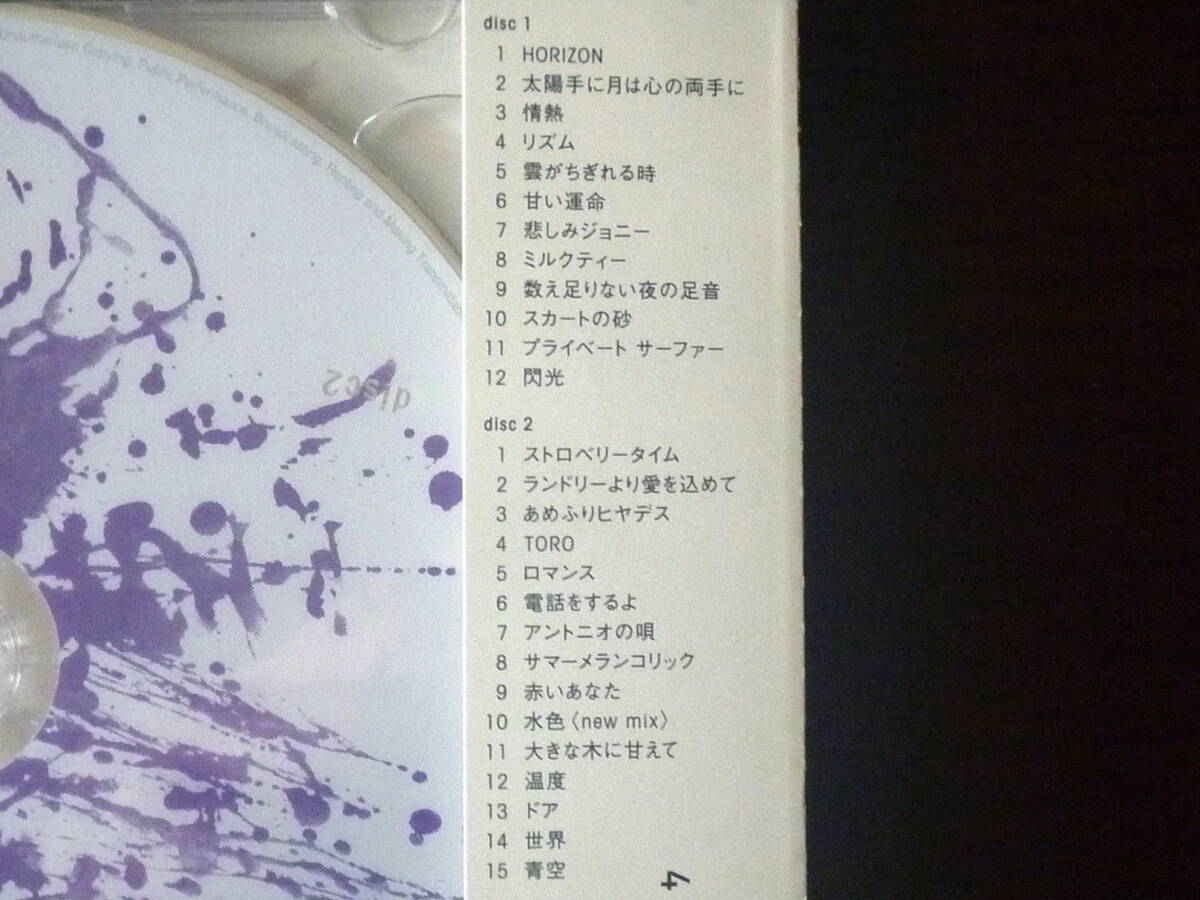 Unauthorized Copying, Public Performance, Broadcasting, Renting and Making
disc2
disc 1
1 HORIZON
2 太陽手に月は心の両手に
3 情熱
4 リズム
5 雲がちぎれる時
6 甘い運命
7 悲しみジョニー
8 ミルクティー
9 数え足りない夜の足音
10 スカートの砂
11 プライベート サーファー
12 閃光
disc 2
1 ストロベリータイム
2 ランドリーより愛を込めて
3 あめふりヒヤデス
4 TORO
5 ロマンス
6 電話をするよ
7 アントニオの唄
8 サマーメランコリック
9 赤いあなた
10 水色〈new mix〉
11 大きな木に甘えて
12 温度
13 ドア
14 世界
15 青空
4